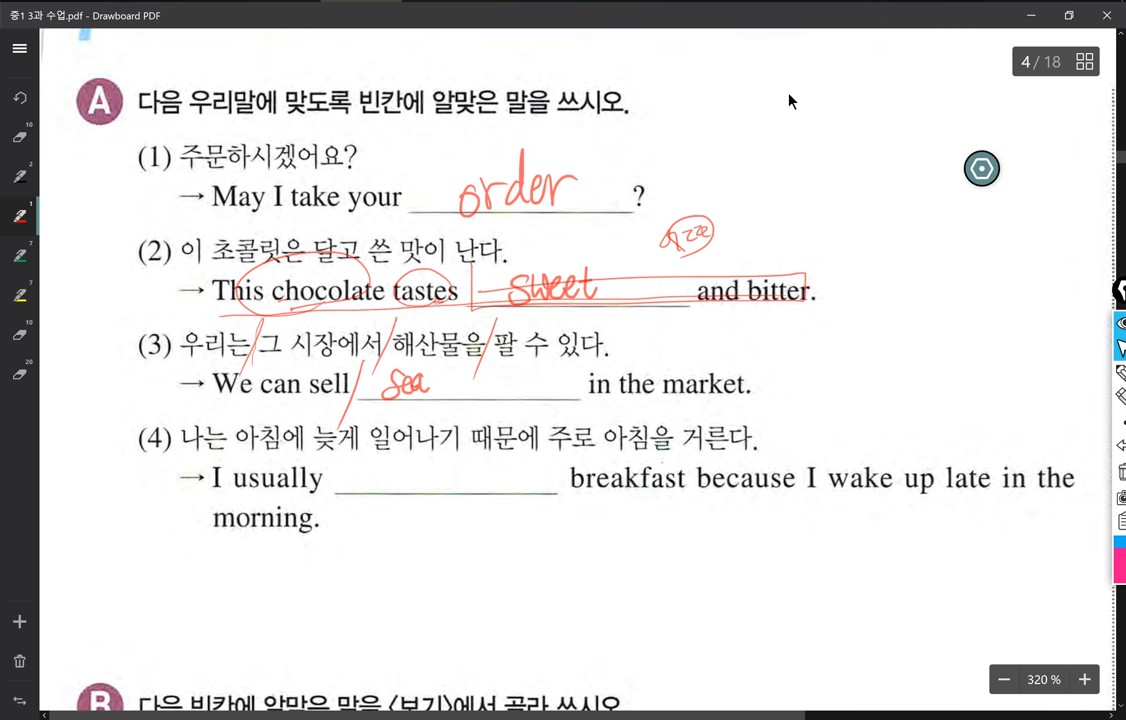 중1 3과 수업.pdf - Drawboard PDF
4 / 18
A 다음 우리말에 맞도록 빈칸에 알맞은 말을 쓰시오.
(1) 주문하시겠어요?
→ May I take your order ?
(2) 이 초콜릿은 달고 쓴 맛이 난다.
→ This chocolate tastes sweet and bitter.
(3) 우리는 그 시장에서 해산물을 팔 수 있다.
→ We can sell sea in the market.
(4) 나는 아침에 늦게 일어나기 때문에 주로 아침을 거른다.
→ I usually breakfast because I wake up late in the
morning.
B 다음 빈칸에 알맞은 말을 <보기>에서 골라 쓰시오.
10
2
1
7
7
10
20
320 %